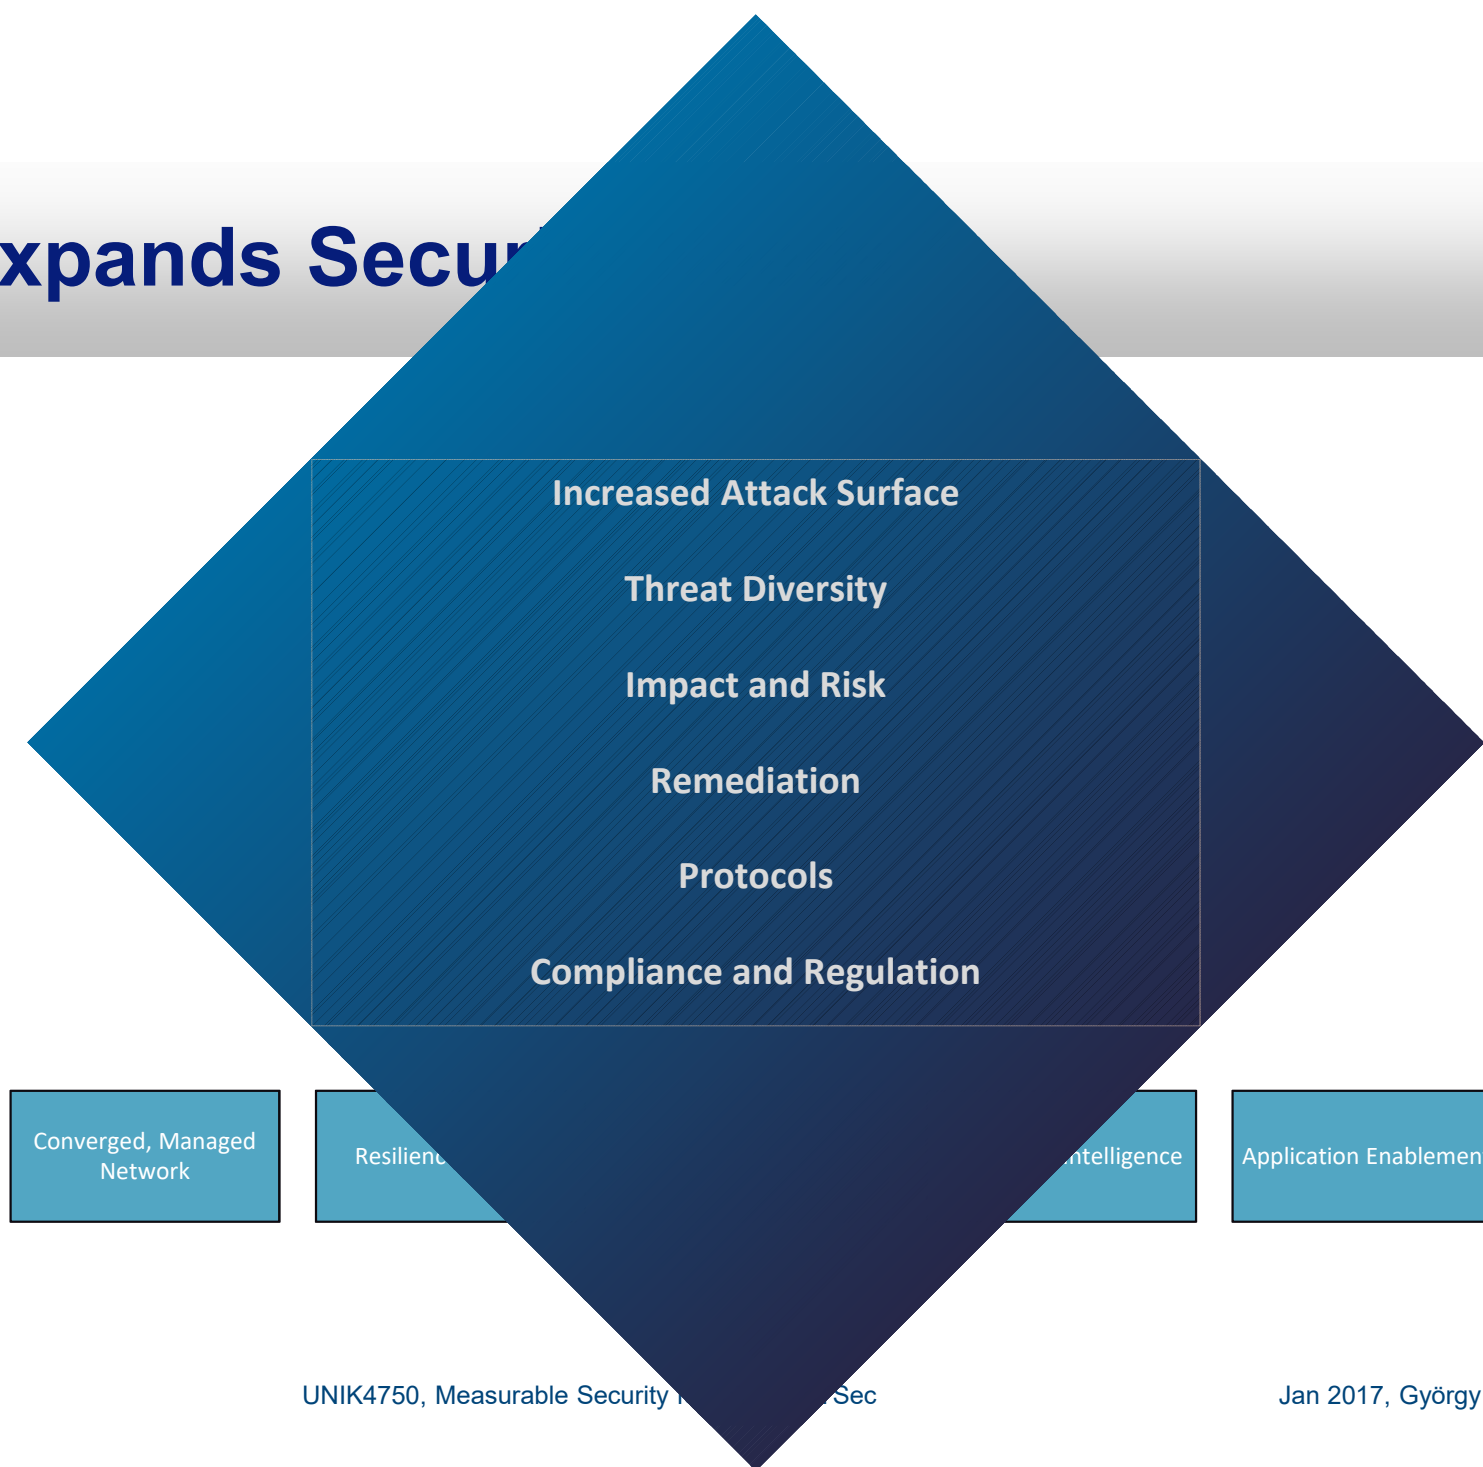 xpands Secur
Increased Attack Surface
Threat Diversity
Impact and Risk
Remediation
Protocols
Compliance and Regulation
Converged, Managed
Network
Resilienc
ntelligence
Application Enablemen
UNIK4750, Measurable Security
Sec
Jan 2017, György